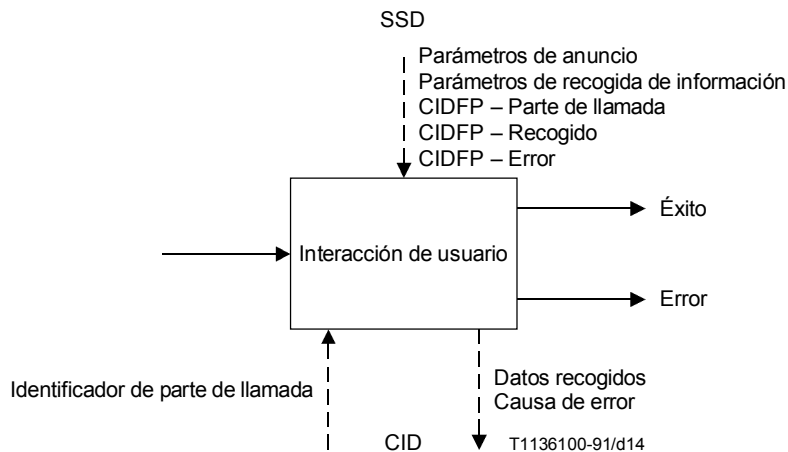 SSD
Parámetros de anuncio
Parámetros de recogida de información
CIDFP – Parte de llamada
CIDFP – Recogido
CIDFP – Error
Éxito
Interacción de usuario
Error
Identificador de parte de llamada
Datos recogidos
Causa de error
CID
T1136100-91/d14